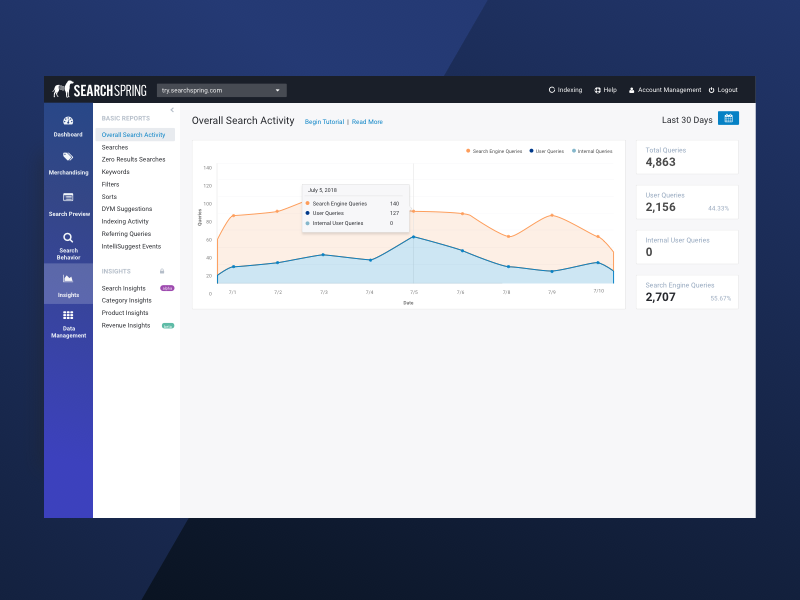 SEARCHSPRING
try.searchspring.com
Indexing
Help
Account Management
Logout
Dashboard
Merchandising
Search Preview
Search
Behavior
Insights
Data
Management
BASIC REPORTS
Overall Search Activity
Searches
Zero Results Searches
Keywords
Filters
Sorts
DYM Suggestions
Indexing Activity
Referring Queries
IntelliSuggest Events
INSIGHTS
Search Insights
Category Insights
Product Insights
Revenue Insights
Overall Search Activity
Begin Tutorial | Read More
Last 30 Days
Search Engine Queries
User Queries
Internal Queries
Queries
140
120
100
80
60
40
20
0
July 5, 2018
Search Engine Queries 140
User Queries 127
Internal User Queries 0
7/1 7/2 7/3 7/4 7/5 7/6 7/8 7/9 7/10
Date
Total Queries
4,863
User Queries
2,156 44.33%
Internal User Queries
0
Search Engine Queries
2,707 55.67%